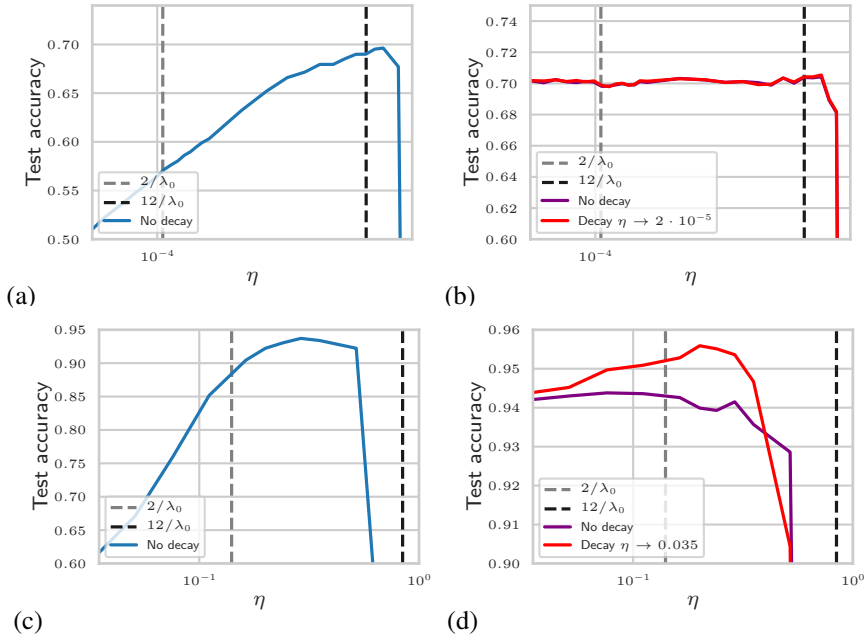 Test accuracy
0.70
0.65
0.60
0.55
0.50
2/λ₀
12/λ₀
No decay
10⁻⁴
η
(a)
Test accuracy
0.74
0.72
0.70
0.68
0.66
0.64
0.62
0.60
2/λ₀
12/λ₀
No decay
Decay η → 2 · 10⁻⁵
10⁻⁴
η
(b)
Test accuracy
0.95
0.90
0.85
0.80
0.75
0.70
0.65
0.60
2/λ₀
12/λ₀
No decay
10⁻¹
10⁰
η
(c)
Test accuracy
0.96
0.95
0.94
0.93
0.92
0.91
0.90
2/λ₀
12/λ₀
No decay
Decay η → 0.035
10⁻¹
10⁰
η
(d)